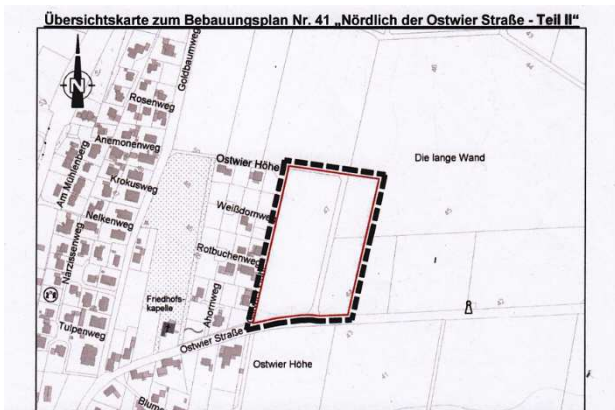 Übersichtskarte zum Bebauungsplan Nr. 41 „Nördlich der Ostwier Straße - Teil II“
N
Goldbaumweg
Rosenweg
Anemonenweg
Am Mühlenberg
Krokusweg
Nelkenweg
Narzissenweg
Tulpenweg
Ostwier Höhe
Die lange Wand
Weißdornweg
Rotbuchenweg
Ahornweg
Friedhofs-
kapelle
Ostwier Straße
Ostwier Höhe